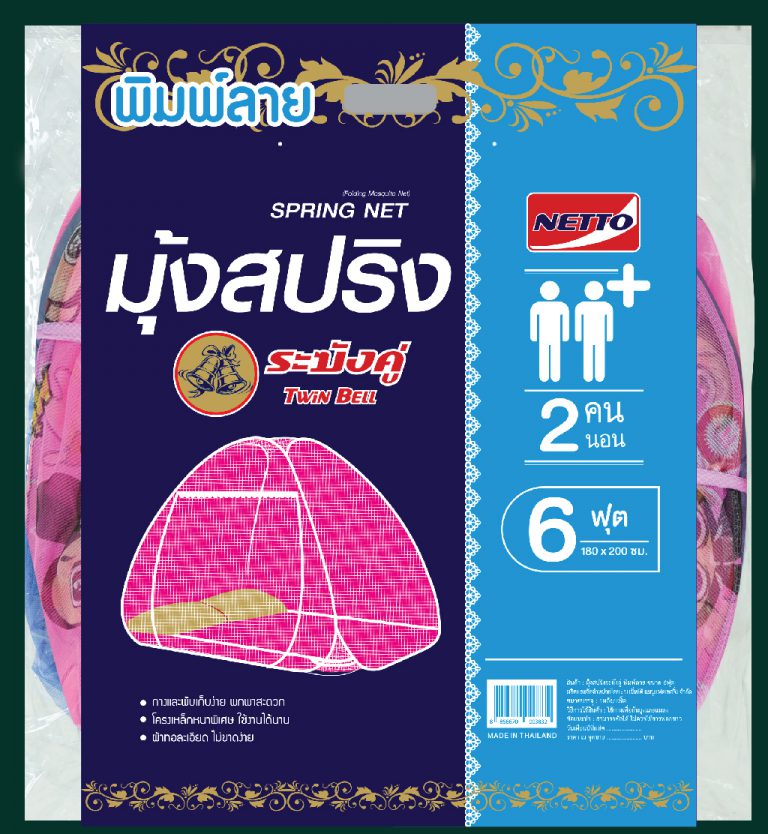 พิมพ์ลาย
(Folding Mosquito Net)
SPRING NET
มุ้งสปริง
ระฆังคู่
TWIN BELL
• กางและพับเก็บง่าย พกพาสะดวก
• โครงเหล็กหนาพิเศษ ใช้งานได้นาน
• ผ้าทอละเอียด ไม่ขาดง่าย
NETTO
2 คน
นอน
6 ฟุต
180 x 200 ซม.
MADE IN THAILAND